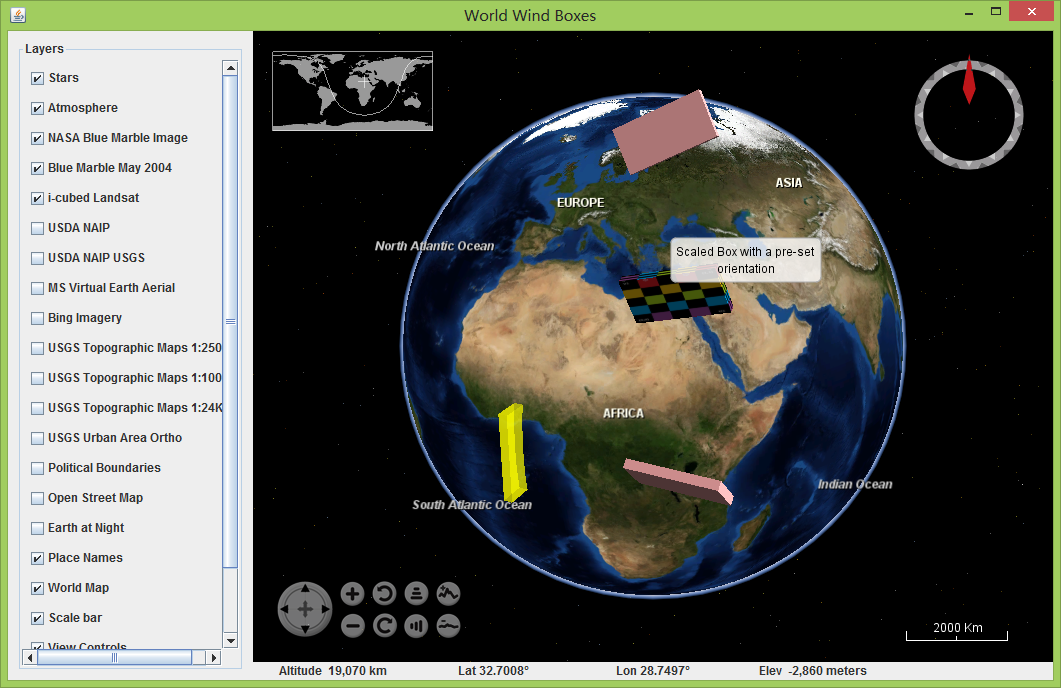 World Wind Boxes
Layers
Stars
Atmosphere
NASA Blue Marble Image
Blue Marble May 2004
i-cubed Landsat
USDA NAIP
USDA NAIP USGS
MS Virtual Earth Aerial
Bing Imagery
USGS Topographic Maps 1:250
USGS Topographic Maps 1:100
USGS Topographic Maps 1:24K
USGS Urban Area Ortho
Political Boundaries
Open Street Map
Earth at Night
Place Names
World Map
Scale bar
View Controls
ASIA
EUROPE
North Atlantic Ocean
Scaled Box with a pre-set
orientation
AFRICA
Indian Ocean
South Atlantic Ocean
2000 Km
Altitude 19,070 km Lat 32.7008° Lon 28.7497° Elev -2,860 meters